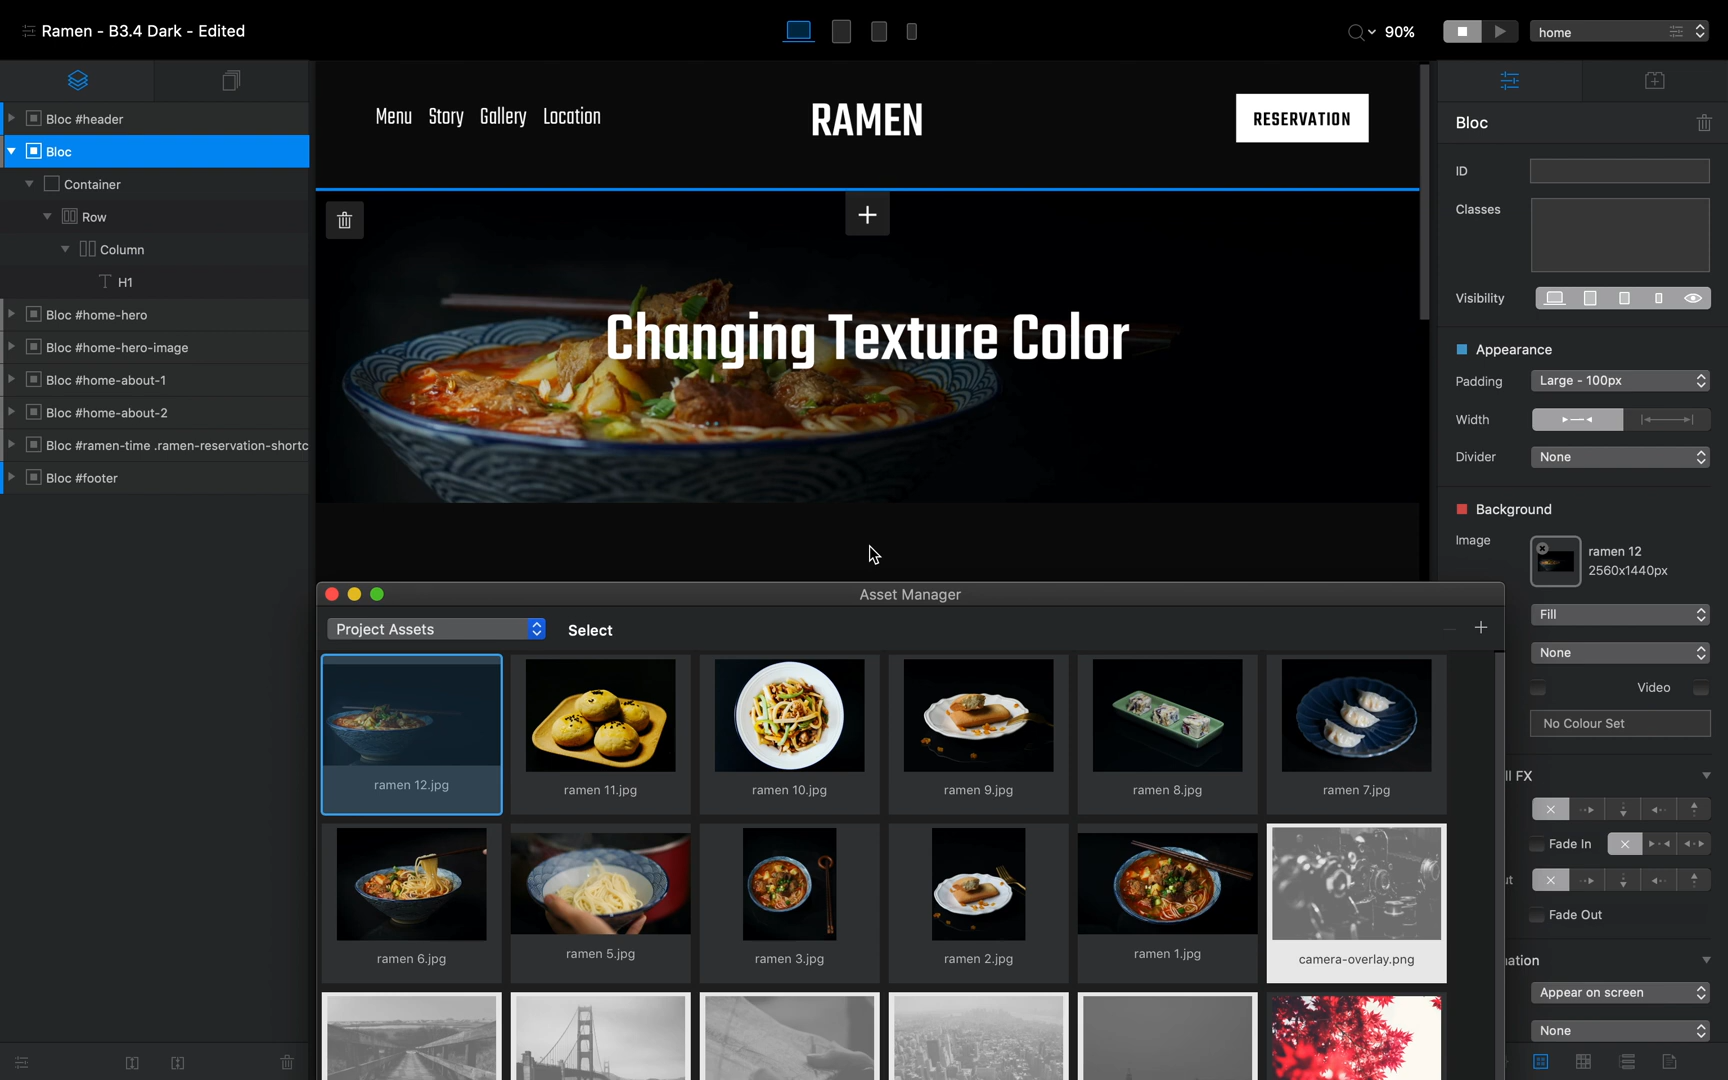 Ramen - B3.4 Dark - Edited
90%
home
Bloc #header
Bloc
Container
Row
Column
H1
Bloc #home-hero
Bloc #home-hero-image
Bloc #home-about-1
Bloc #home-about-2
Bloc #ramen-time .ramen-reservation-shortc
Bloc #footer
Menu Story Gallery Location
RAMEN
RESERVATION
Changing Texture Color
Asset Manager
Project Assets
Select
ramen 12.jpg
ramen 11.jpg
ramen 10.jpg
ramen 9.jpg
ramen 8.jpg
ramen 7.jpg
ramen 6.jpg
ramen 5.jpg
ramen 3.jpg
ramen 2.jpg
ramen 1.jpg
camera-overlay.png
Bloc
ID
Classes
Visibility
Appearance
Padding
Large - 100px
Width
Divider
None
Background
Image
ramen 12
2560x1440px
Fill
None
Video
No Colour Set
ll FX
Fade In
ut
Fade Out
ation
Appear on screen
None